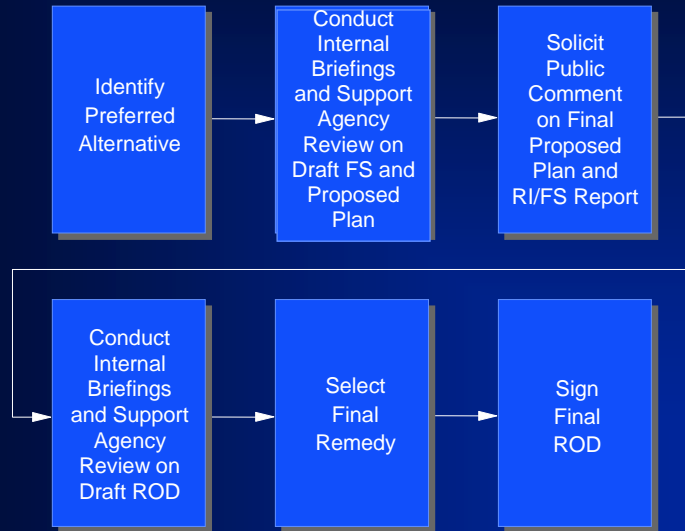 Identify
Preferred
Alternative
Conduct
Internal
Briefings
and Support
Agency
Review on
Draft FS and
Proposed
Plan
Solicit
Public
Comment
on Final
Proposed
Plan and
RI/FS Report
Conduct
Internal
Briefings
and Support
Agency
Review on
Draft ROD
Select
Final
Remedy
Sign
Final
ROD